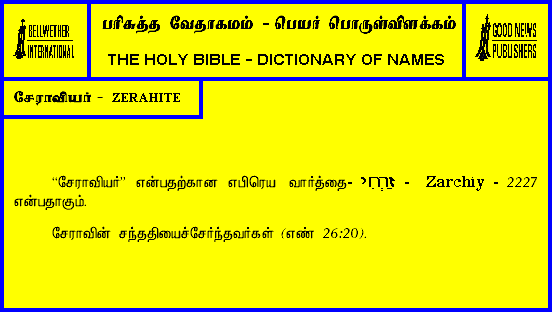 BELLWETHER
INTERNATIONAL
பரிசுத்த வேதாகமம் - பெயர் பொருள்விளக்கம்
THE HOLY BIBLE - DICTIONARY OF NAMES
GOOD NEWS
PUBLISHERS
சேராவியர் - ZERAHITE
“சேராவியர்” என்பதற்கான எபிரெய வார்த்தை- זַרְחִי - Zarchiy - 2227
என்பதாகும்.
சேராவின் சந்ததியைச்சேர்ந்தவர்கள் (எண் 26:20).